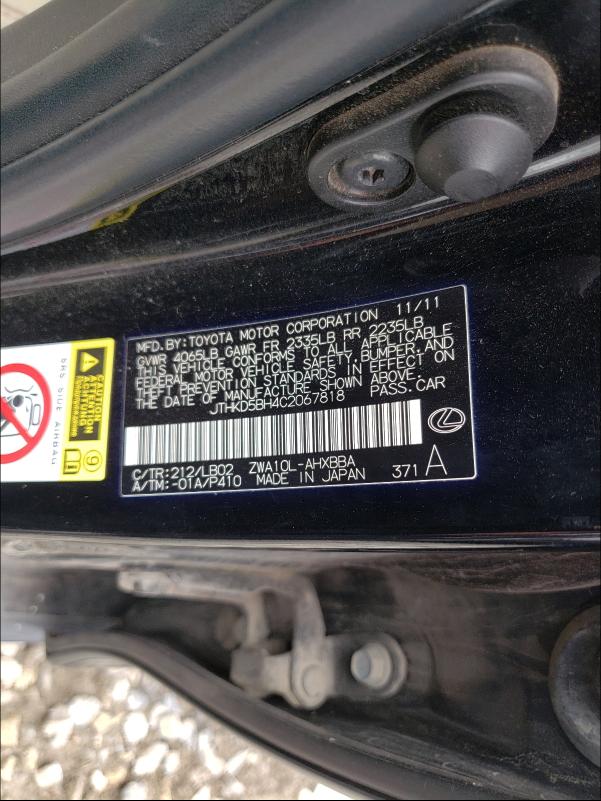 MFD.BY:TOYOTA MOTOR CORPORATION 11/11
GVWR 4065LB GAWR FR 2335LB RR 2235LB
THIS VEHICLE CONFORMS TO ALL APPLICABLE
FEDERAL MOTOR VEHICLE SAFETY, BUMPER, AND
THEFT PREVENTION STANDARDS IN EFFECT ON
THE DATE OF MANUFACTURE SHOWN ABOVE.
JTHKD5BH4C2067818 PASS.CAR
C/TR:212/LB02 ZWA10L-AHXBBA
A/TM:-01A/P410 MADE IN JAPAN 371 A
SRS SIDE AIRBAG
CAUTION
ATTENTION
9